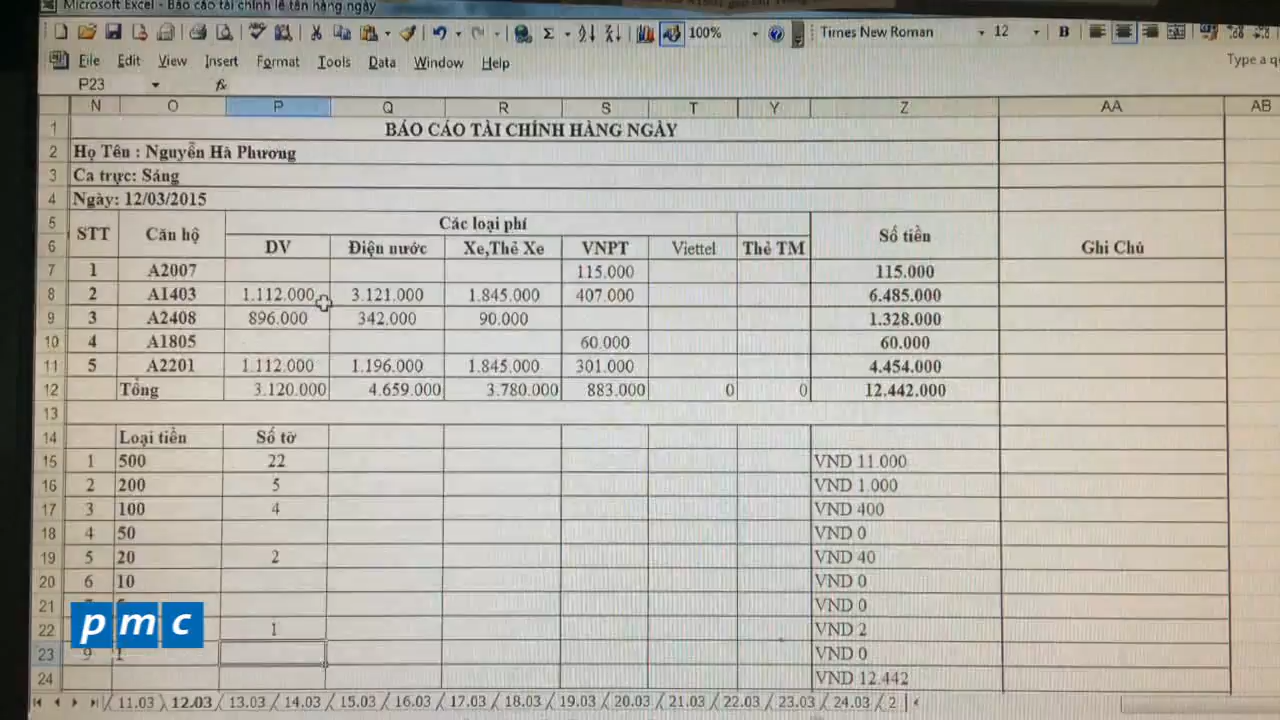 Microsoft Excel - Báo cáo tài chính lễ tân hàng ngày
100% Times New Roman 12 B
File Edit View Insert Format Tools Data Window Help Type a q
P23 fx
N O P Q R S T Y Z AA AB
1 BÁO CÁO TÀI CHÍNH HÀNG NGÀY
2 Họ Tên : Nguyễn Hà Phương
3 Ca trực: Sáng
4 Ngày: 12/03/2015
5 STT Căn hộ Các loại phí Số tiền Ghi Chú
6 DV Điện nước Xe,Thẻ Xe VNPT Viettel Thẻ TM
7 1 A2007 115.000 115.000
8 2 A1403 1.112.000 3.121.000 1.845.000 407.000 6.485.000
9 3 A2408 896.000 342.000 90.000 1.328.000
10 4 A1805 60.000 60.000
11 5 A2201 1.112.000 1.196.000 1.845.000 301.000 4.454.000
12 Tổng 3.120.000 4.659.000 3.780.000 883.000 0 0 12.442.000
13
14 Loại tiền Số tờ
15 1 500 22 VND 11.000
16 2 200 5 VND 1.000
17 3 100 4 VND 400
18 4 50 VND 0
19 5 20 2 VND 40
20 6 10 VND 0
21 VND 0
22 1 VND 2
23 9 1 VND 0
24 VND 12.442
pmc
11.03 12.03 13.03 14.03 15.03 16.03 17.03 18.03 19.03 20.03 21.03 22.03 23.03 24.03 2